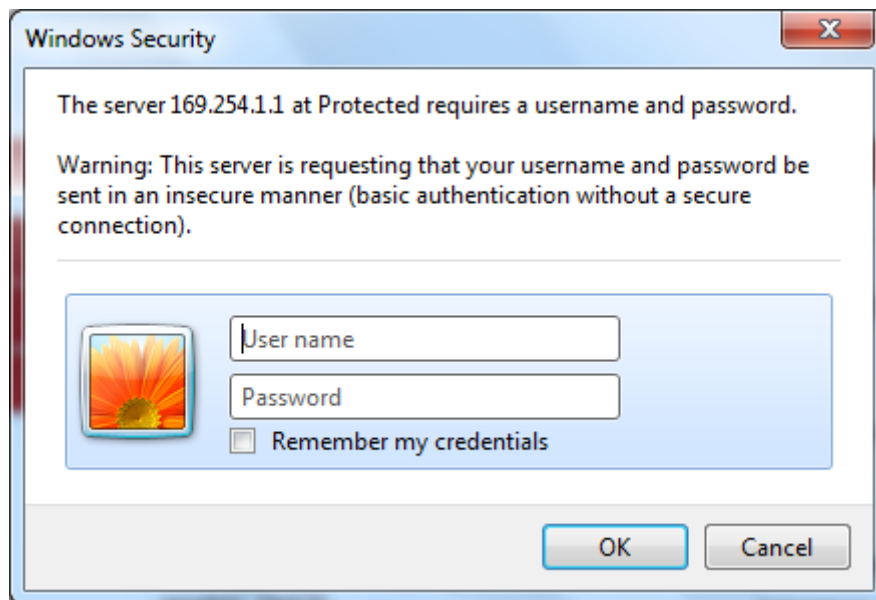 Windows Security
The server 169.254.1.1 at Protected requires a username and password.
Warning: This server is requesting that your username and password be
sent in an insecure manner (basic authentication without a secure
connection).
User name
Password
Remember my credentials
OK
Cancel